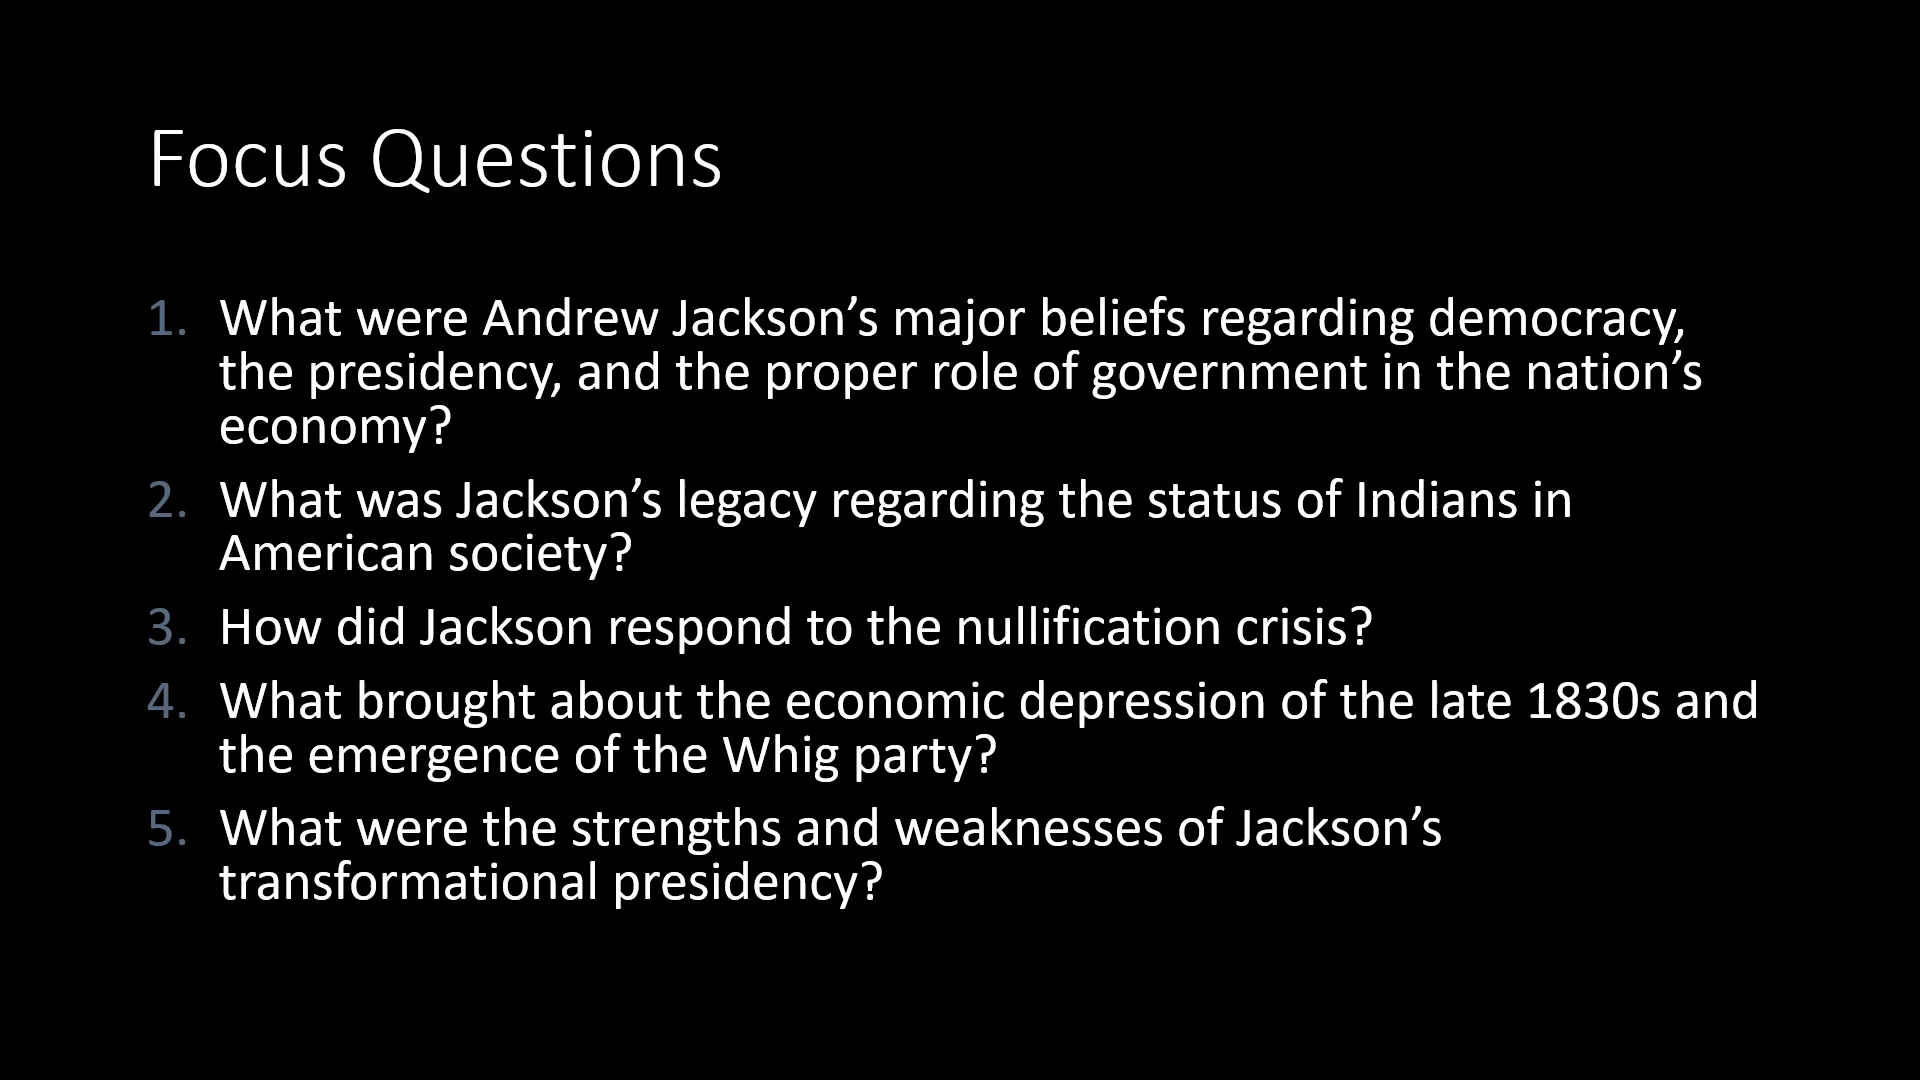 Focus Questions
1. What were Andrew Jackson’s major beliefs regarding democracy,
the presidency, and the proper role of government in the nation’s
economy?
2. What was Jackson’s legacy regarding the status of Indians in
American society?
3. How did Jackson respond to the nullification crisis?
4. What brought about the economic depression of the late 1830s and
the emergence of the Whig party?
5. What were the strengths and weaknesses of Jackson’s
transformational presidency?